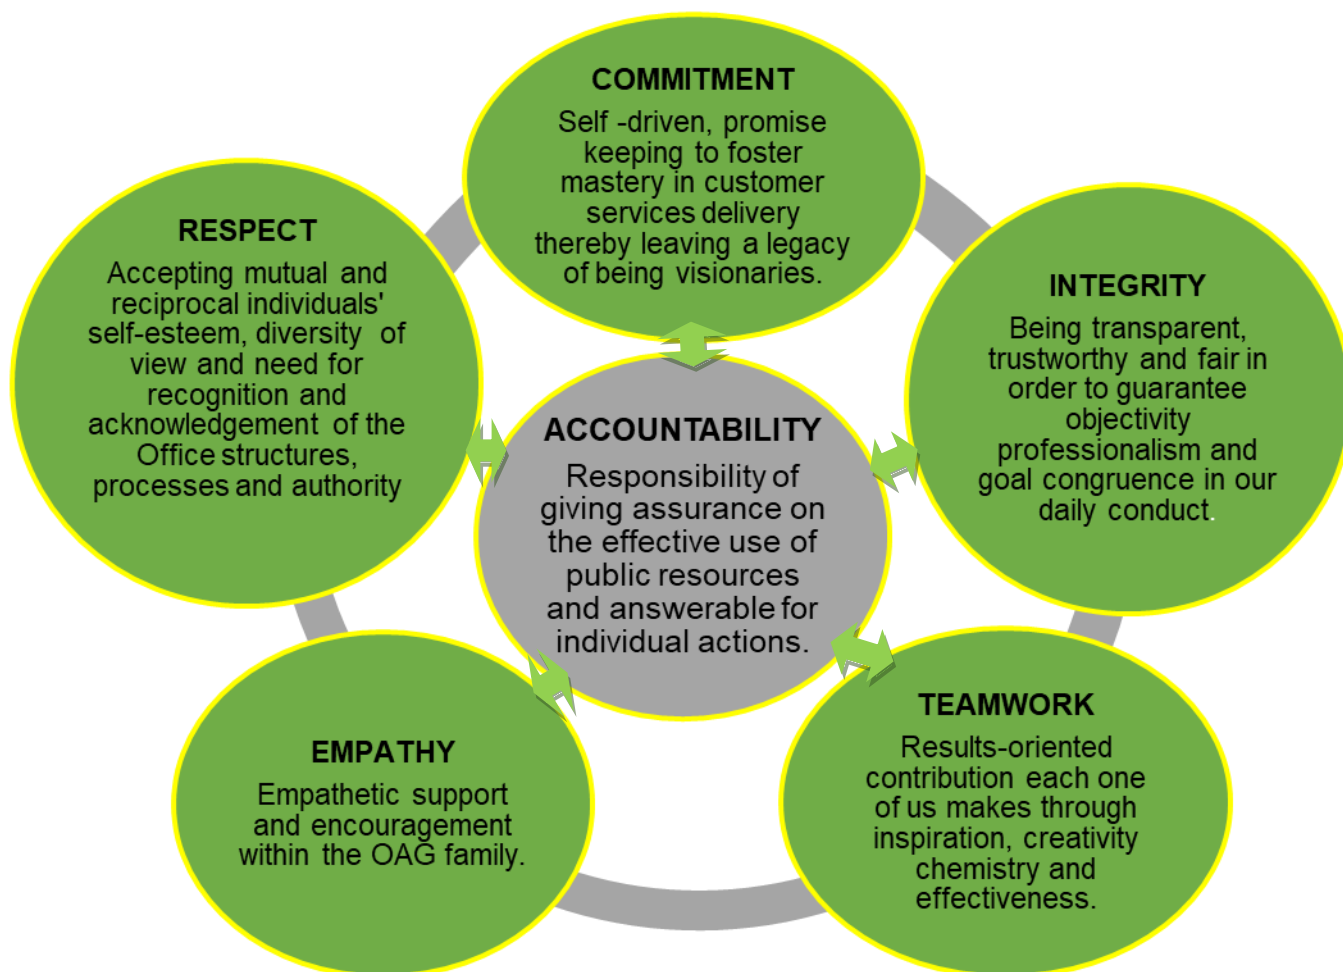 COMMITMENT
Self -driven, promise
keeping to foster
mastery in customer
services delivery
thereby leaving a legacy
of being visionaries.
RESPECT
Accepting mutual and
reciprocal individuals'
self-esteem, diversity of
view and need for
recognition and
acknowledgement of the
Office structures,
processes and authority
INTEGRITY
Being transparent,
trustworthy and fair in
order to guarantee
objectivity
professionalism and
goal congruence in our
daily conduct.
ACCOUNTABILITY
Responsibility of
giving assurance on
the effective use of
public resources
and answerable for
individual actions.
EMPATHY
Empathetic support
and encouragement
within the OAG family.
TEAMWORK
Results-oriented
contribution each one
of us makes through
inspiration, creativity
chemistry and
effectiveness.